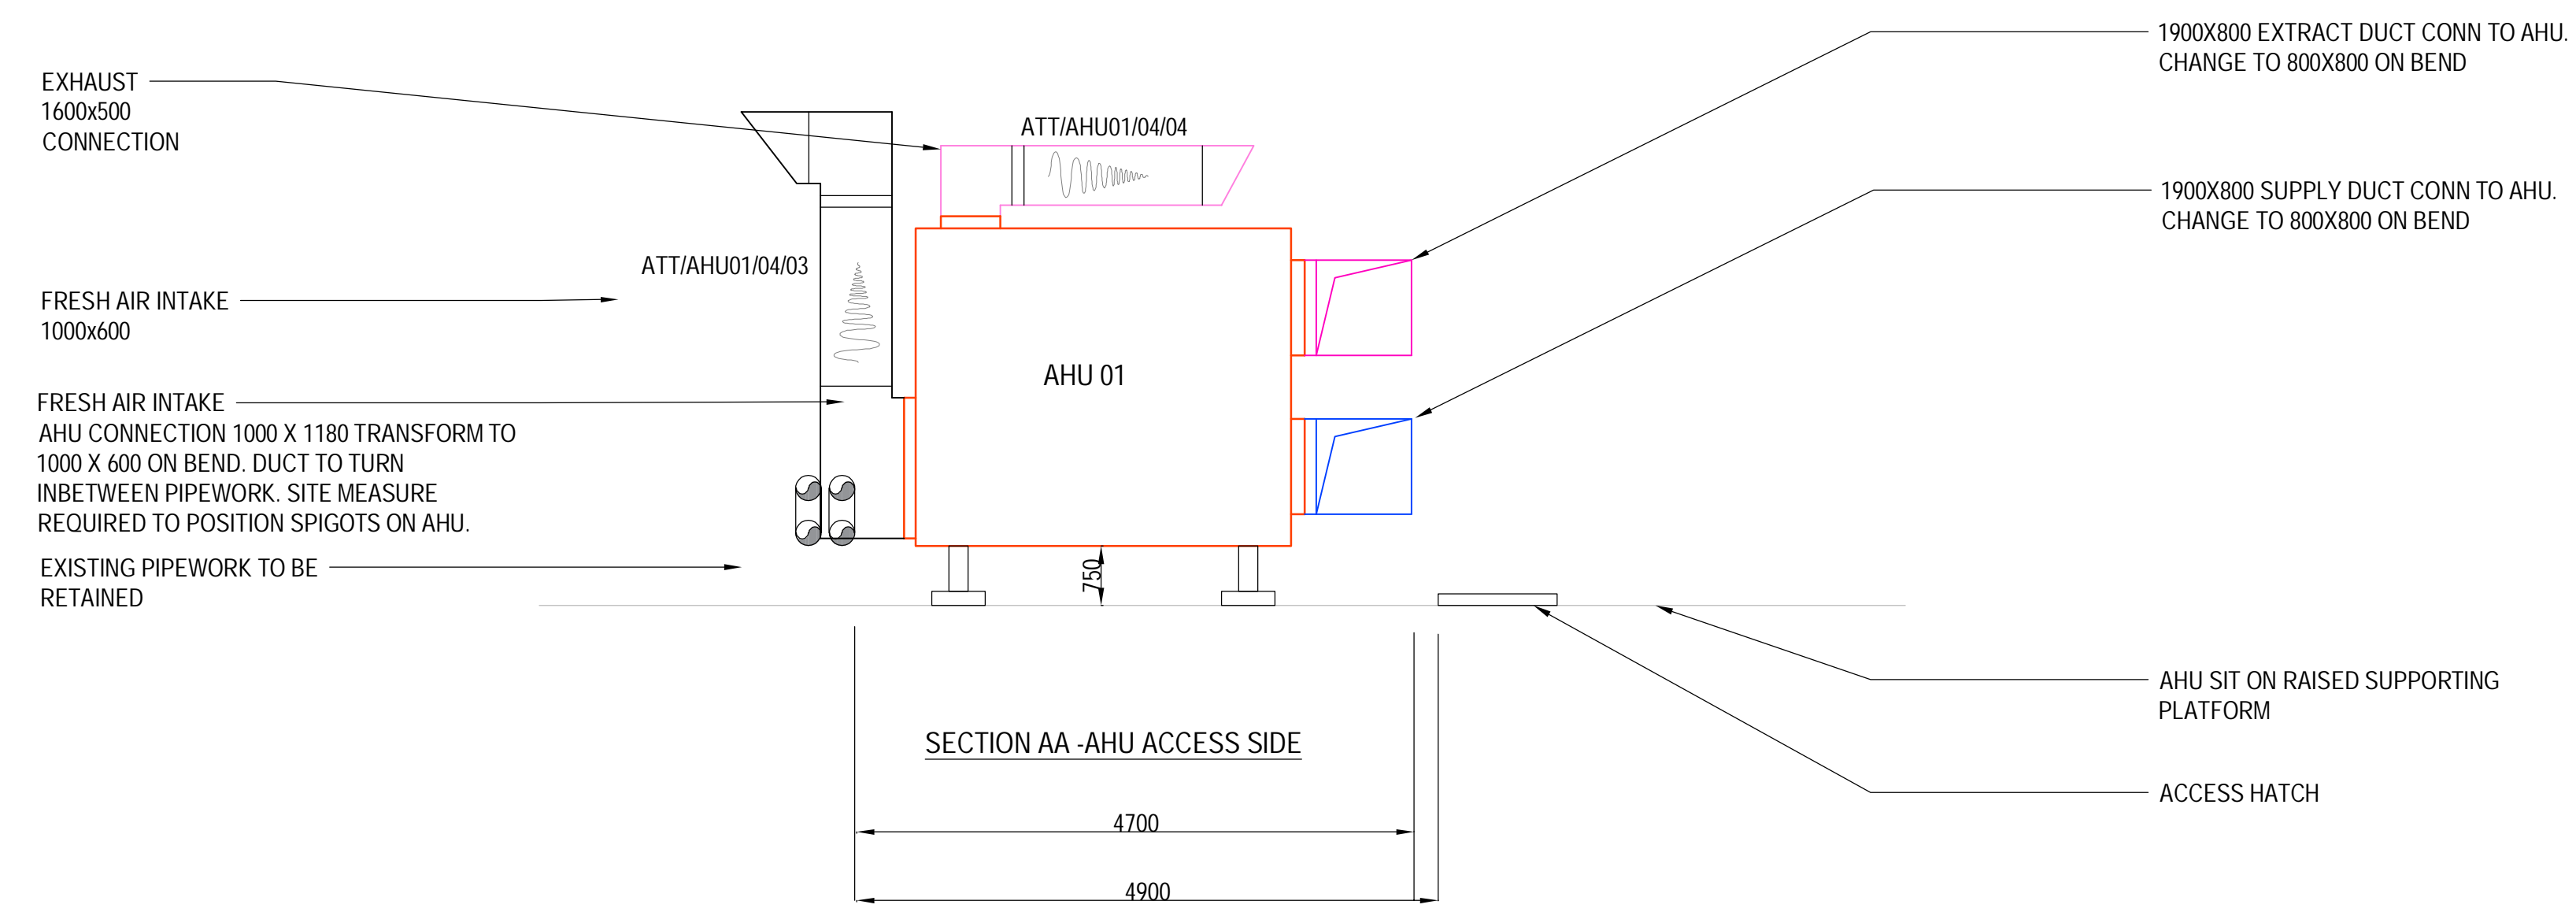 EXHAUST
1600x500
CONNECTION
FRESH AIR INTAKE
1000x600
FRESH AIR INTAKE
AHU CONNECTION 1000 X 1180 TRANSFORM TO
1000 X 600 ON BEND. DUCT TO TURN
INBETWEEN PIPEWORK. SITE MEASURE
REQUIRED TO POSITION SPIGOTS ON AHU.
EXISTING PIPEWORK TO BE
RETAINED
ATT/AHU01/04/04
ATT/AHU01/04/03
AHU 01
750
SECTION AA -AHU ACCESS SIDE
4700
4900
1900X800 EXTRACT DUCT CONN TO AHU.
CHANGE TO 800X800 ON BEND
1900X800 SUPPLY DUCT CONN TO AHU.
CHANGE TO 800X800 ON BEND
AHU SIT ON RAISED SUPPORTING
PLATFORM
ACCESS HATCH